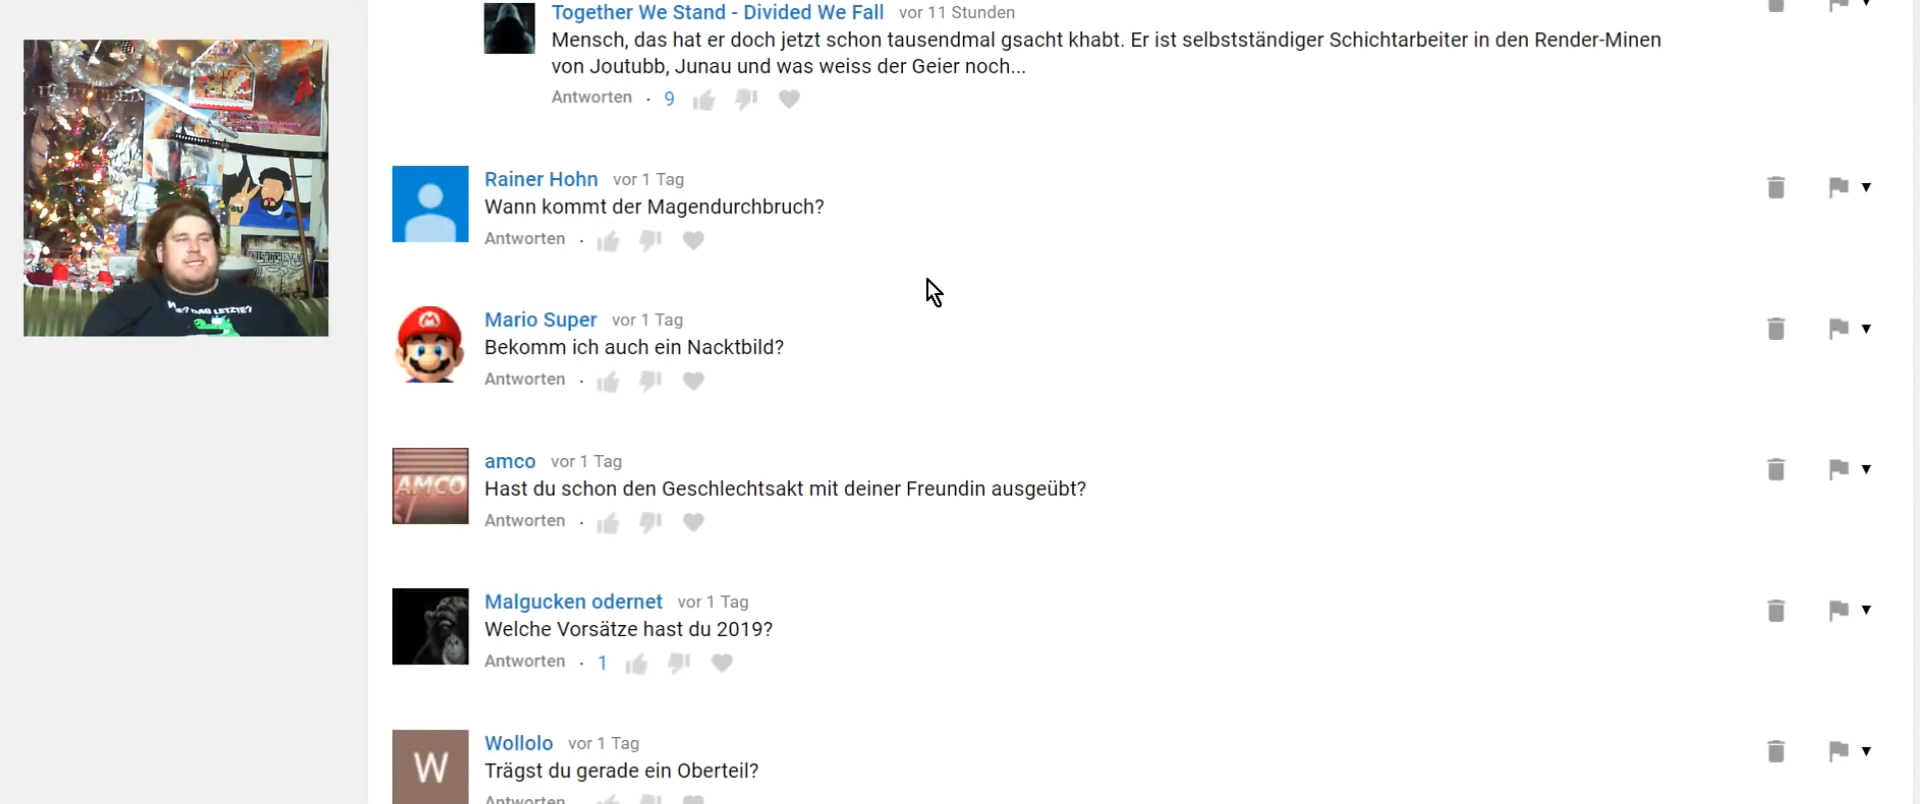 Together We Stand - Divided We Fall vor 11 Stunden
Mensch, das hat er doch jetzt schon tausendmal gsacht khabt. Er ist selbstständiger Schichtarbeiter in den Render-Minen
von Joutubb, Junau und was weiss der Geier noch...
Antworten · 9
Rainer Hohn vor 1 Tag
Wann kommt der Magendurchbruch?
Antworten ·
Mario Super vor 1 Tag
Bekomm ich auch ein Nacktbild?
Antworten ·
AMCO
amco vor 1 Tag
Hast du schon den Geschlechtsakt mit deiner Freundin ausgeübt?
Antworten ·
Malgucken odernet vor 1 Tag
Welche Vorsätze hast du 2019?
Antworten · 1
W
Wollolo vor 1 Tag
Trägst du gerade ein Oberteil?
Antworten
DAS LETZTE?